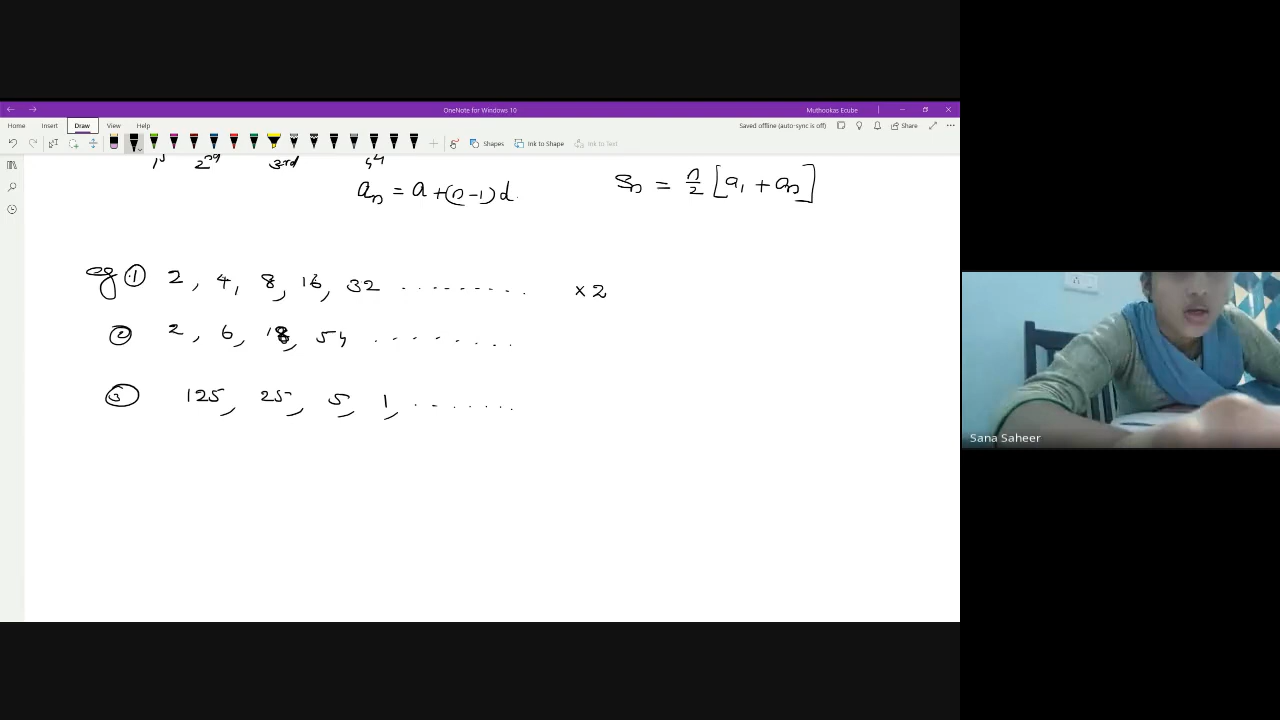 OneNote for Windows 10
Muthookas Ecube
Home Insert Draw View Help
Saved offline (auto-sync is off) Share
Shapes Ink to Shape Ink to Text
1st 2nd 3rd
aₙ = a + (n-1) d.
Sₙ = n/2 [a₁ + aₙ]
eg ① 2, 4, 8, 16, 32 ......... × 2
② 2, 6, 18, 54 .........
③ 125, 25, 5, 1, ........
Sana Saheer